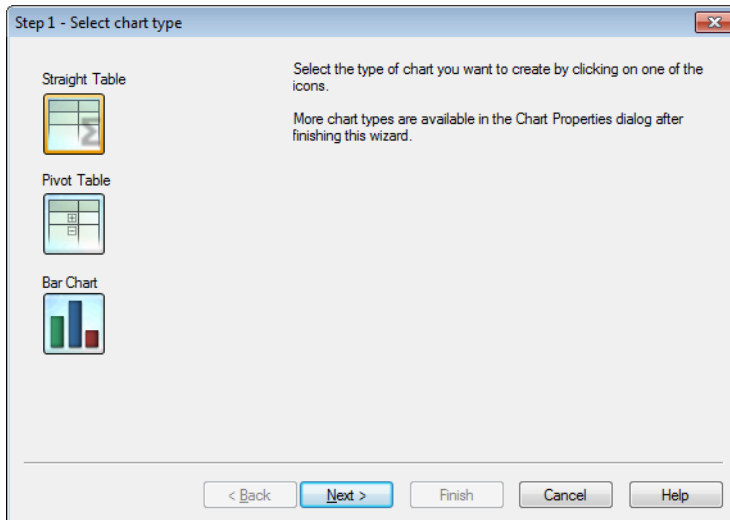 Step 1 - Select chart type
Straight Table
Select the type of chart you want to create by clicking on one of the
icons.
More chart types are available in the Chart Properties dialog after
finishing this wizard.
Σ
Pivot Table
Bar Chart
< Back
Next >
Finish
Cancel
Help